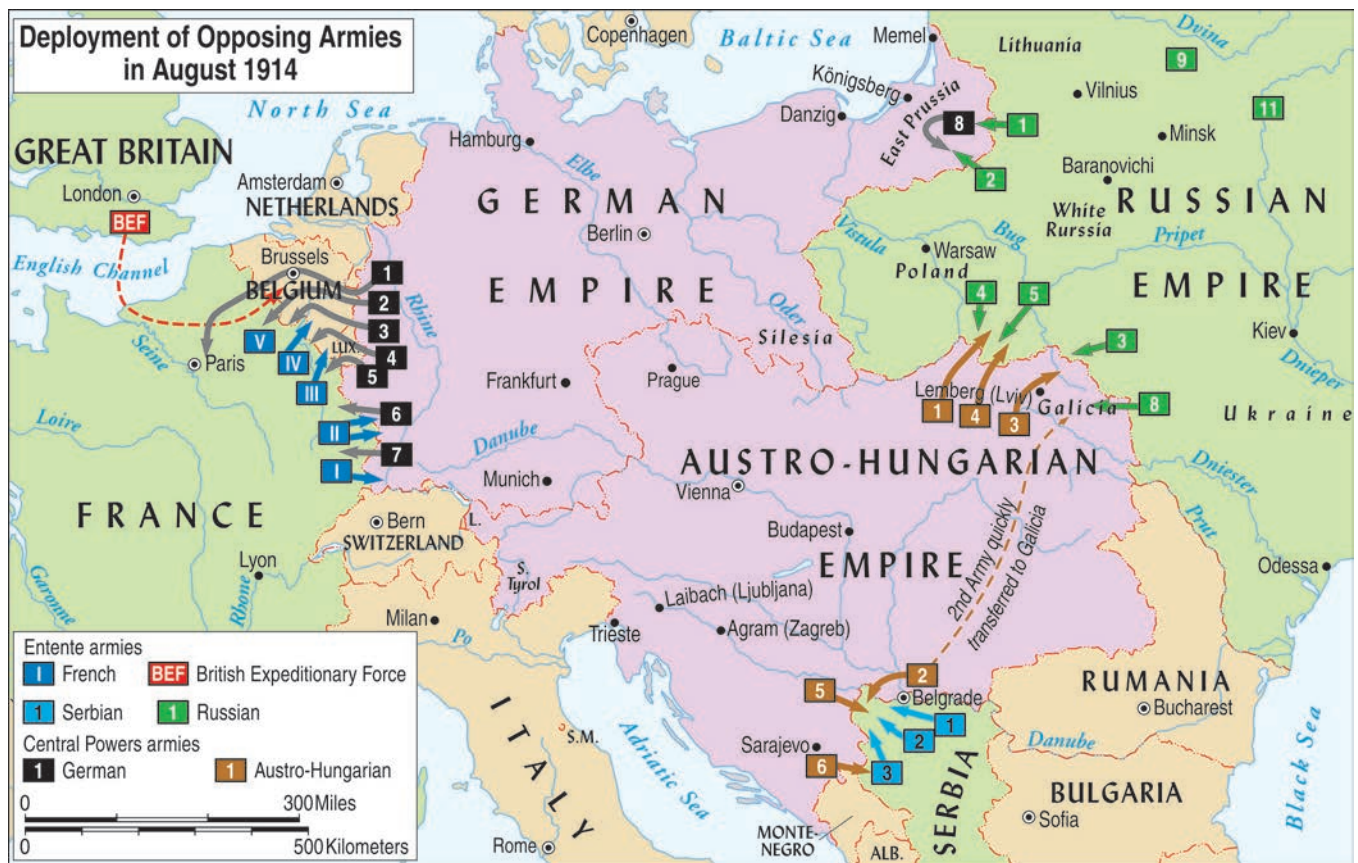 Deployment of Opposing Armies
in August 1914
Copenhagen
Baltic Sea
Memel
Lithuania
Dvina
9
Vilnius
11
Minsk
Königsberg
Danzig
East Prussia
8
1
2
Baranovichi
White
Rurssia
RUSSIAN
EMPIRE
Pripet
North Sea
Hamburg
Elbe
GREAT BRITAIN
London
BEF
Amsterdam
NETHERLANDS
GERMAN
EMPIRE
Berlin
Vistula
Warsaw
Poland
Bug
English Channel
Brussels
BELGIUM
1
2
3
4
5
6
7
Rhine
Oder
Silesia
4
5
3
8
Kiev
Dnieper
Ukraine
Seine
Paris
V
IV
III
II
I
LUX.
Frankfurt
Prague
Lemberg (Lviv)
Galicia
1
4
3
Loire
Danube
Munich
AUSTRO-HUNGARIAN
EMPIRE
Vienna
Budapest
Dniester
Prut
FRANCE
Bern
SWITZERLAND
L.
S.
Tyrol
Lyon
Rhone
Garonne
Laibach (Ljubljana)
Agram (Zagreb)
2nd Army quickly
transferred to Galicia
Odessa
Milan
Po
Trieste
ITALY
S.M.
Adriatic Sea
Rome
5
2
Belgrade
1
2
3
Sarajevo
6
SERBIA
MONTE-
NEGRO
ALB.
RUMANIA
Bucharest
Danube
BULGARIA
Sofia
Black Sea
Entente armies
I French
BEF British Expeditionary Force
1 Serbian
1 Russian
Central Powers armies
1 German
1 Austro-Hungarian
0 300 Miles
0 500 Kilometers